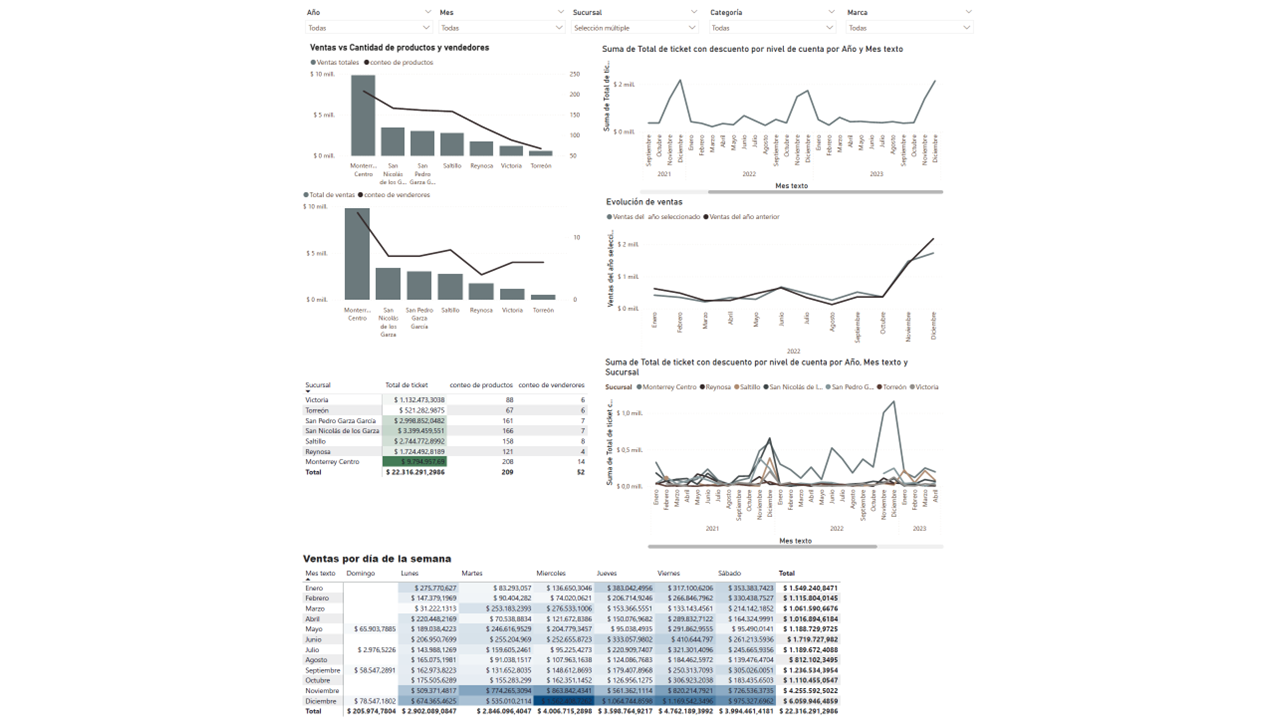 Año Mes Sucursal Categoría Marca
Todas Todas Selección múltiple Todas Todas
Ventas vs Cantidad de productos y vendedores
Ventas totales conteo de productos
$ 10 mill. 250
200
$ 5 mill. 150
100
$ 0 mill. 50
Monterr... Centro San Nicolás de los G... San Pedro Garza G... Saltillo Reynosa Victoria Torreón
Suma de Total de ticket con descuento por nivel de cuenta por Año y Mes texto
Suma de Total de tic...
$ 2 mill.
$ 0 mill.
Septiembre Octubre Noviembre Diciembre Enero Febrero Marzo Abril Mayo Junio Julio Agosto Septiembre Octubre Noviembre Diciembre Enero Febrero Marzo Abril Mayo Junio Julio Agosto Septiembre Octubre Noviembre Diciembre
2021 2022 2023
Mes texto
Total de ventas conteo de venderores
$ 10 mill.
10
$ 5 mill.
$ 0 mill. 0
Monterrey Centro San Nicolás de los Garza San Pedro Garza García Saltillo Reynosa Victoria Torreón
Evolución de ventas
Ventas del año seleccionado Ventas del año anterior
Ventas del año selecci...
$ 2 mill.
$ 1 mill.
$ 0 mill.
Enero Febrero Marzo Abril Mayo Junio Julio Agosto Septiembre Octubre Noviembre Diciembre
2022
Suma de Total de ticket con descuento por nivel de cuenta por Año, Mes texto y
Sucursal
Sucursal Monterrey Centro Reynosa Saltillo San Nicolás de l... San Pedro G... Torreón Victoria
Suma de Total de ticket c...
$ 1,0 mill.
$ 0,5 mill.
$ 0,0 mill.
Enero Febrero Marzo Abril Mayo Junio Julio Agosto Septiembre Octubre Noviembre Diciembre Enero Febrero Marzo Abril Mayo Junio Julio Agosto Septiembre Octubre Noviembre Diciembre Enero Febrero Marzo Abril
2021 2022 2023
Mes texto
Sucursal Total de ticket conteo de productos conteo de venderores
Victoria $ 1.132.473,3038 88 6
Torreón $ 521.282,9875 67 6
San Pedro Garza García $ 2.998.852,0482 161 7
San Nicolás de los Garza $ 3.399.459,551 166 7
Saltillo $ 2.744.772,8992 158 8
Reynosa $ 1.724.492,8189 121 4
Monterrey Centro 208 14
Total $ 22.316.291,2986 209 52
Ventas por día de la semana
Mes texto Domingo Lunes Martes Miercoles Jueves Viernes Sábado Total
Enero $ 275.770,627 $ 83.293,057 $ 136.650,3046 $ 383.042,4956 $ 317.100,6206 $ 353.383,7423 $ 1.549.240,8471
Febrero $ 147.379,1969 $ 90.404,282 $ 74.020,0621 $ 206.714,9246 $ 266.846,7962 $ 330.438,7527 $ 1.115.804,0145
Marzo $ 31.222,1313 $ 253.183,2393 $ 276.533,1006 $ 153.366,5551 $ 133.143,4561 $ 214.142,1852 $ 1.061.590,6676
Abril $ 220.448,2169 $ 70.538,8834 $ 121.672,8386 $ 150.076,9682 $ 289.832,7122 $ 164.324,9991 $ 1.016.894,6184
Mayo $ 65.903,7885 $ 189.038,4223 $ 246.616,9529 $ 204.779,3457 $ 95.038,4935 $ 291.862,9555 $ 95.490,0141 $ 1.188.729,9725
Junio $ 206.950,7699 $ 255.204,969 $ 252.655,8723 $ 333.057,9802 $ 410.644,797 $ 261.213,5936 $ 1.719.727,982
Julio $ 2.976,5226 $ 143.988,1269 $ 159.605,2461 $ 95.225,4273 $ 220.909,7407 $ 321.301,4096 $ 245.665,9356 $ 1.189.672,4088
Agosto $ 165.075,1981 $ 91.038,1517 $ 107.963,1638 $ 124.086,7683 $ 184.462,5972 $ 139.476,4704 $ 812.102,3495
Septiembre $ 58.547,2891 $ 162.973,8223 $ 131.652,8035 $ 148.612,8693 $ 179.407,8968 $ 250.313,7093 $ 305.026,0051 $ 1.236.534,3954
Octubre $ 175.505,6289 $ 155.283,299 $ 162.351,1452 $ 126.956,1275 $ 306.923,2038 $ 183.435,6503 $ 1.110.455,0547
Noviembre $ 509.371,4817 $ 774.265,3094 $ 863.842,4341 $ 561.362,1114 $ 820.214,7921 $ 726.536,3735 $ 4.255.592,5022
Diciembre $ 78.547,1802 $ 674.365,4625 $ 535.010,2114 $ 1.064.744,8598 $ 1.169.542,3496 $ 975.327,6962 $ 6.059.946,4859
Total $ 205.974,7804 $ 2.902.089,0847 $ 2.846.096,4047 $ 4.006.715,2898 $ 3.598.764,9217 $ 4.762.189,3992 $ 3.994.461,4181 $ 22.316.291,2986